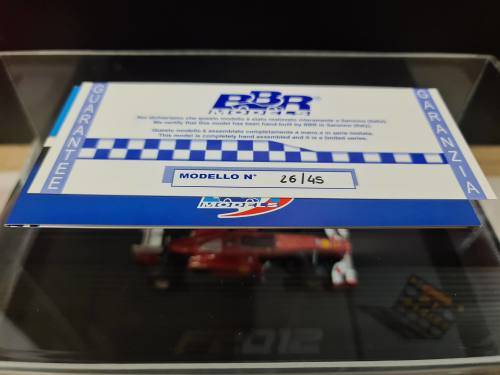 BBR
MODELS
Noi dichiariamo che questo modello è stato realizzato interamente a Saronno (Italia)
We certify that this model has been hand built by BBR in Saronno (Italy).
Questo modello è assemblato completamente a mano e in serie limitata.
This model is completely hand assembled and it is a limited series.
GUARANTEE
GARANZIA
MODELLO N° 26/45
MODELS
F2012